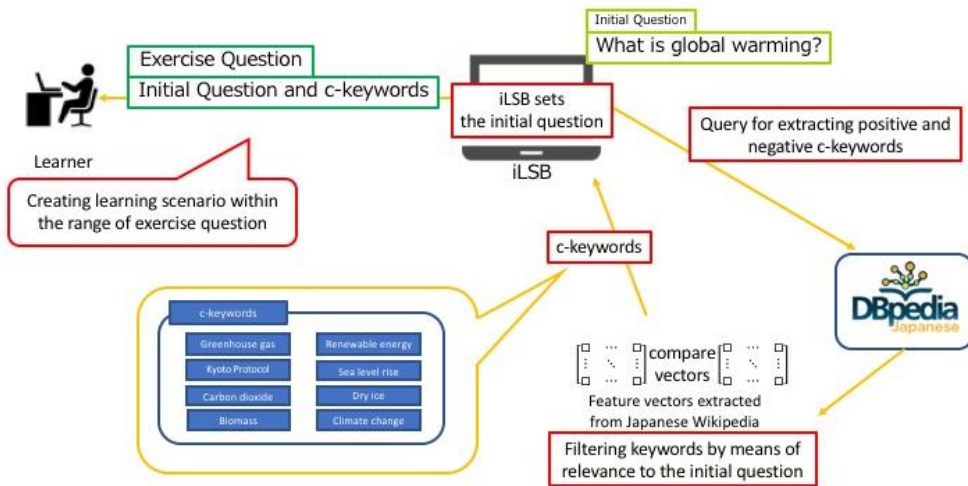 Initial Question
What is global warming?
Exercise Question
Initial Question and c-keywords
iLSB sets
the initial question
iLSB
Query for extracting positive and
negative c-keywords
Learner
Creating learning scenario within
the range of exercise question
c-keywords
DBpedia
Japanese
c-keywords
Greenhouse gas
Renewable energy
Kyoto Protocol
Sea level rise
Carbon dioxide
Dry ice
Biomass
Climate change
compare
vectors
Feature vectors extracted
from Japanese Wikipedia
Filtering keywords by means of
relevance to the initial question